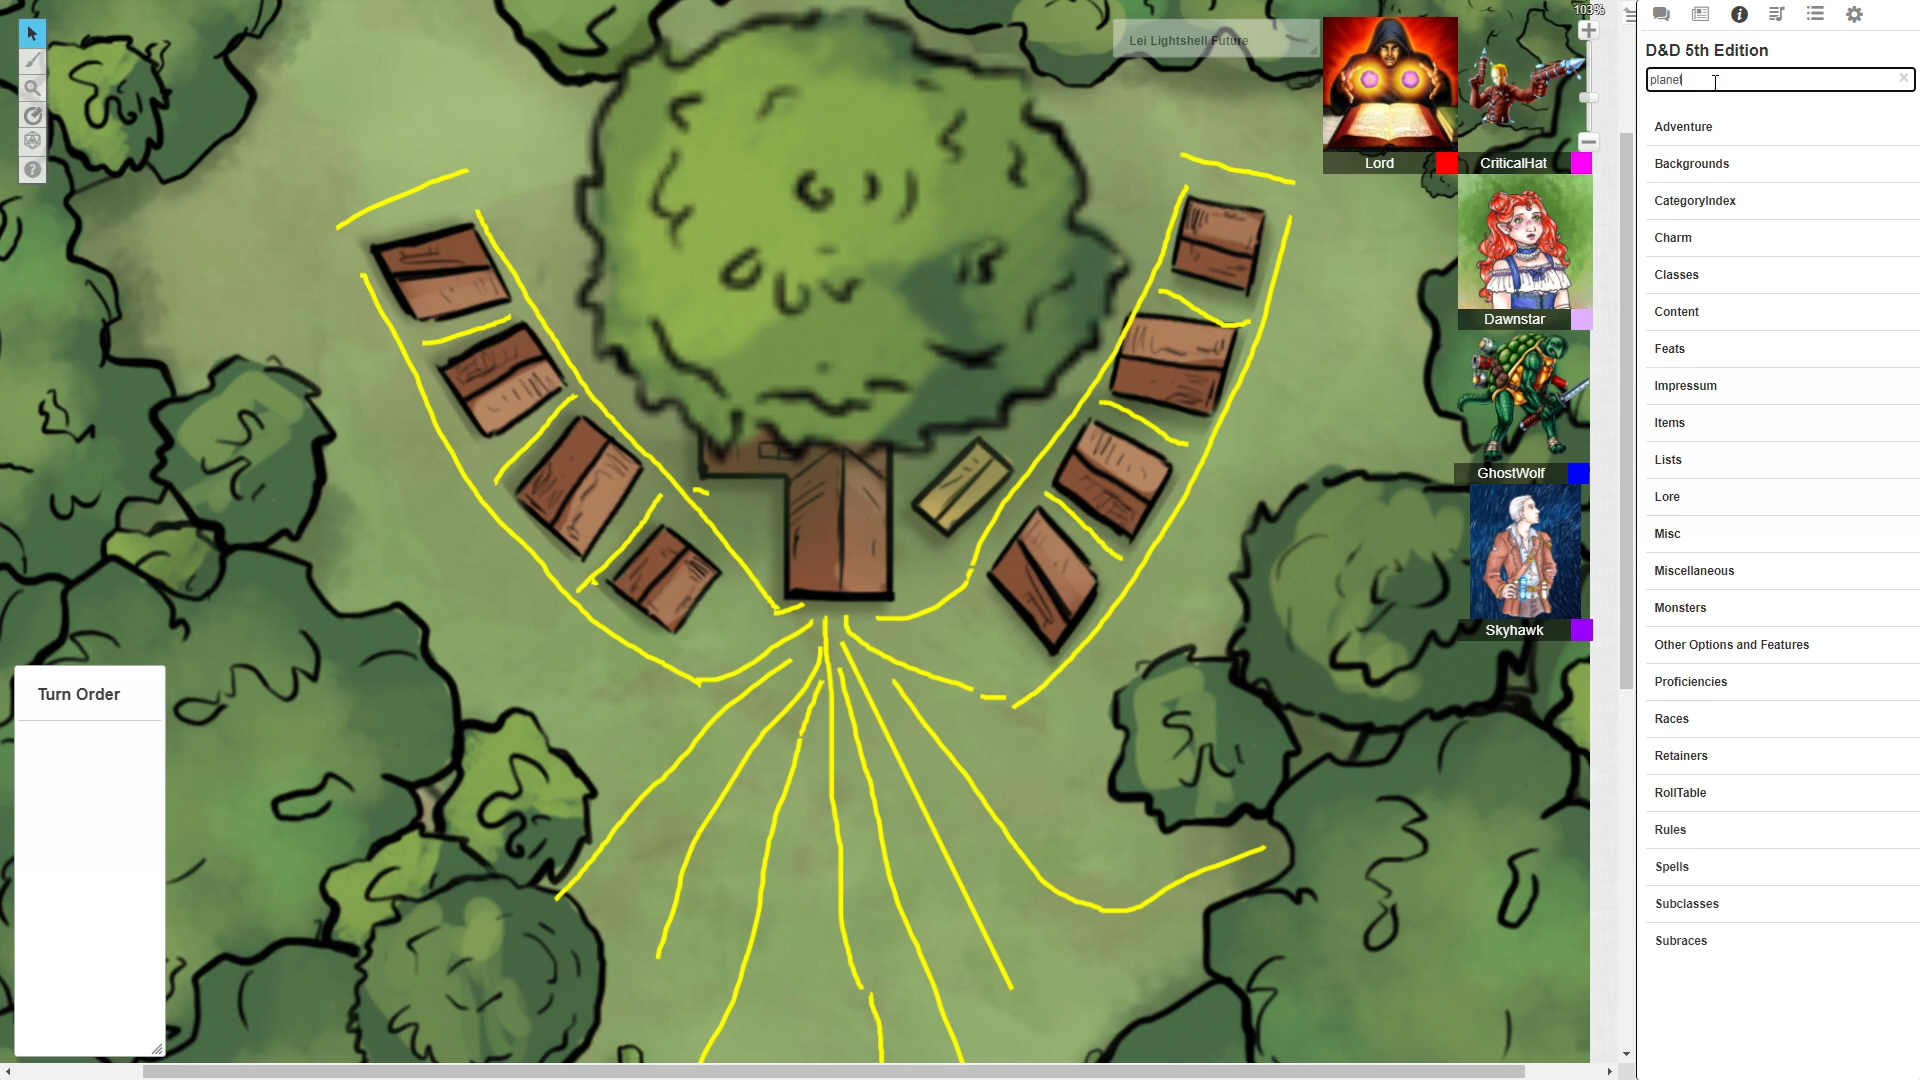 103%
Lei Lightshell Future
Lord
CriticalHat
Dawnstar
GhostWolf
Skyhawk
Turn Order
D&D 5th Edition
planet
Adventure
Backgrounds
CategoryIndex
Charm
Classes
Content
Feats
Impressum
Items
Lists
Lore
Misc
Miscellaneous
Monsters
Other Options and Features
Proficiencies
Races
Retainers
RollTable
Rules
Spells
Subclasses
Subraces